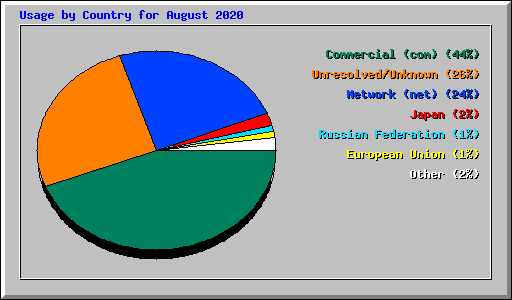 Usage by Country for August 2020
Commercial (com) (44%)
Unresolved/Unknown (26%)
Network (net) (24%)
Japan (2%)
Russian Federation (1%)
European Union (1%)
Other (2%)